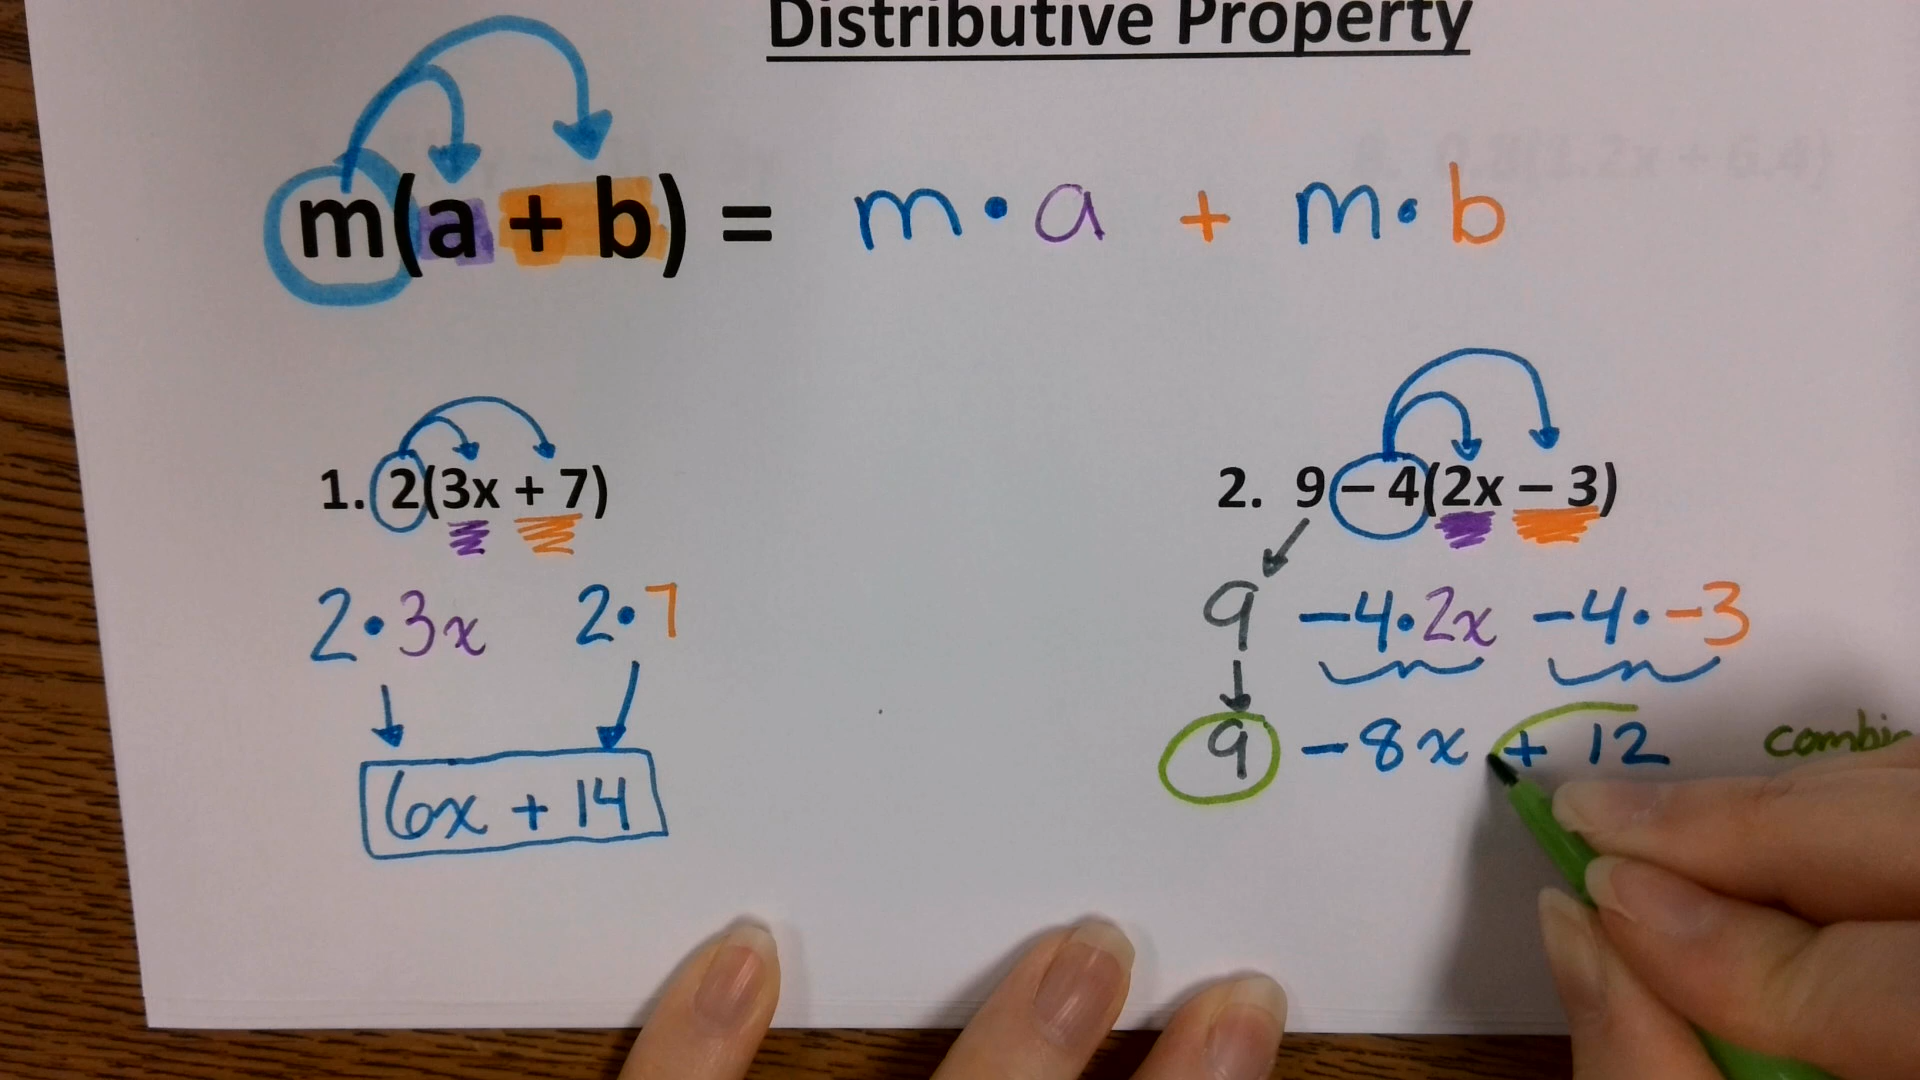 Distributive Property
m(a + b) = m • a + m • b
1. 2(3x + 7)
2 • 3x 2 • 7
6x + 14
2. 9 – 4(2x – 3)
9 -4 • 2x -4 • -3
9 - 8x + 12